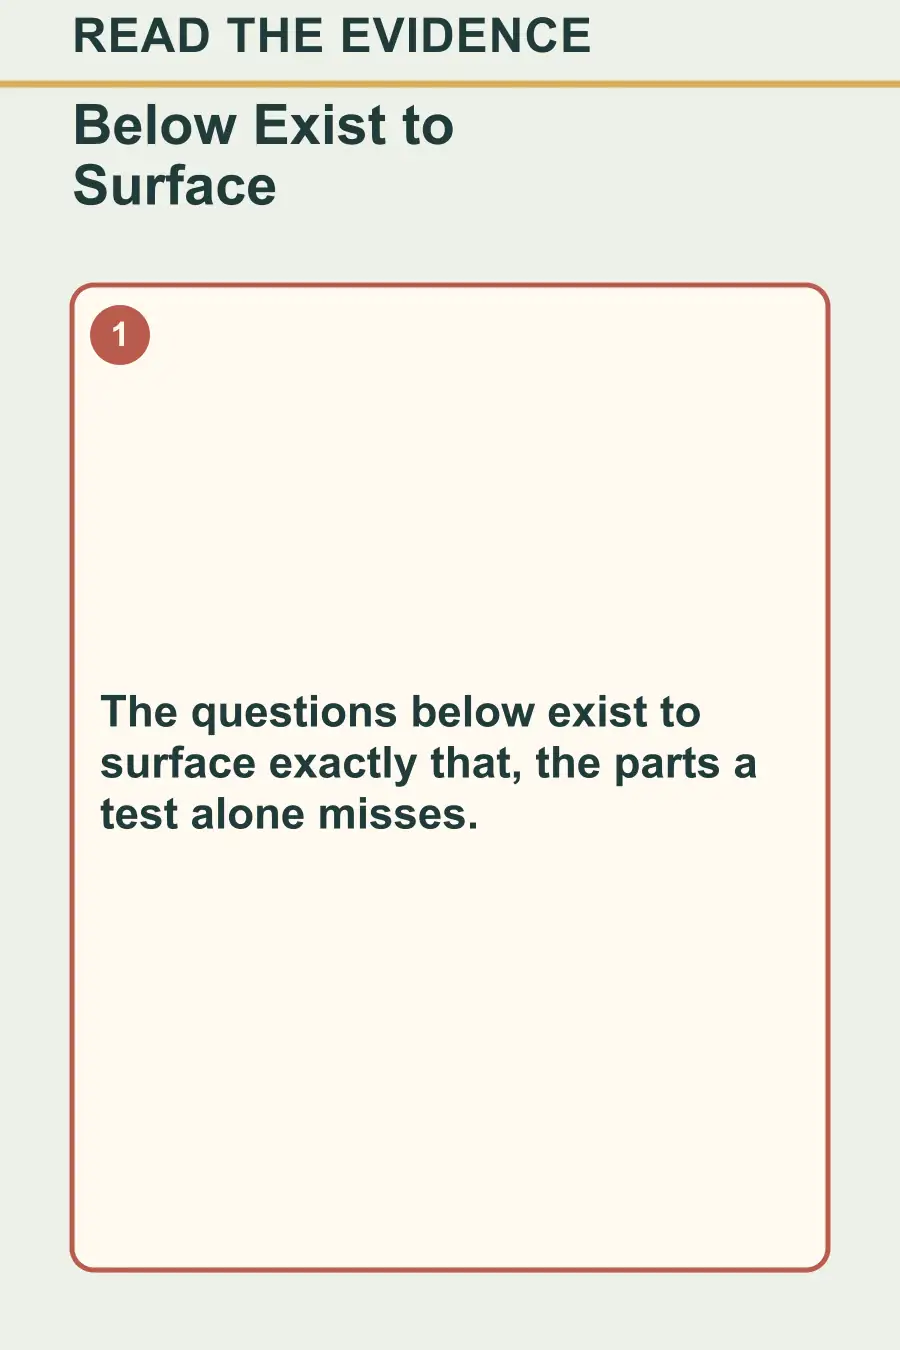 READ THE EVIDENCE
Below Exist to
Surface
1
The questions below exist to
surface exactly that, the parts a
test alone misses.